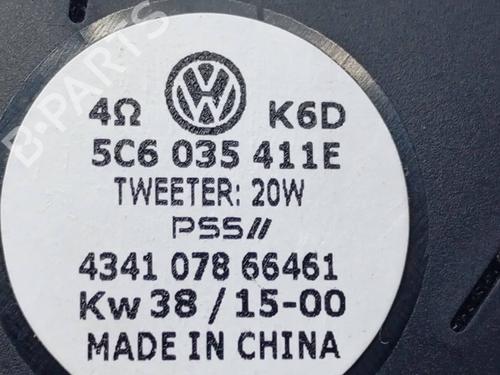 4Ω K6D
5C6 035 411E
TWEETER: 20W
PSS//
4341 078 66461
Kw 38 / 15-00
MADE IN CHINA
B-PARTS